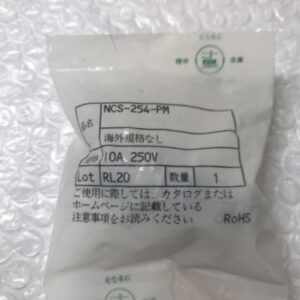 品名
NCS-254-PM
海外規格なし
10A 250V
Lot RL20 数量 1
ご使用に際しては、カタログまたは
ホームページに記載している
注意事項をお読みください
RoHS